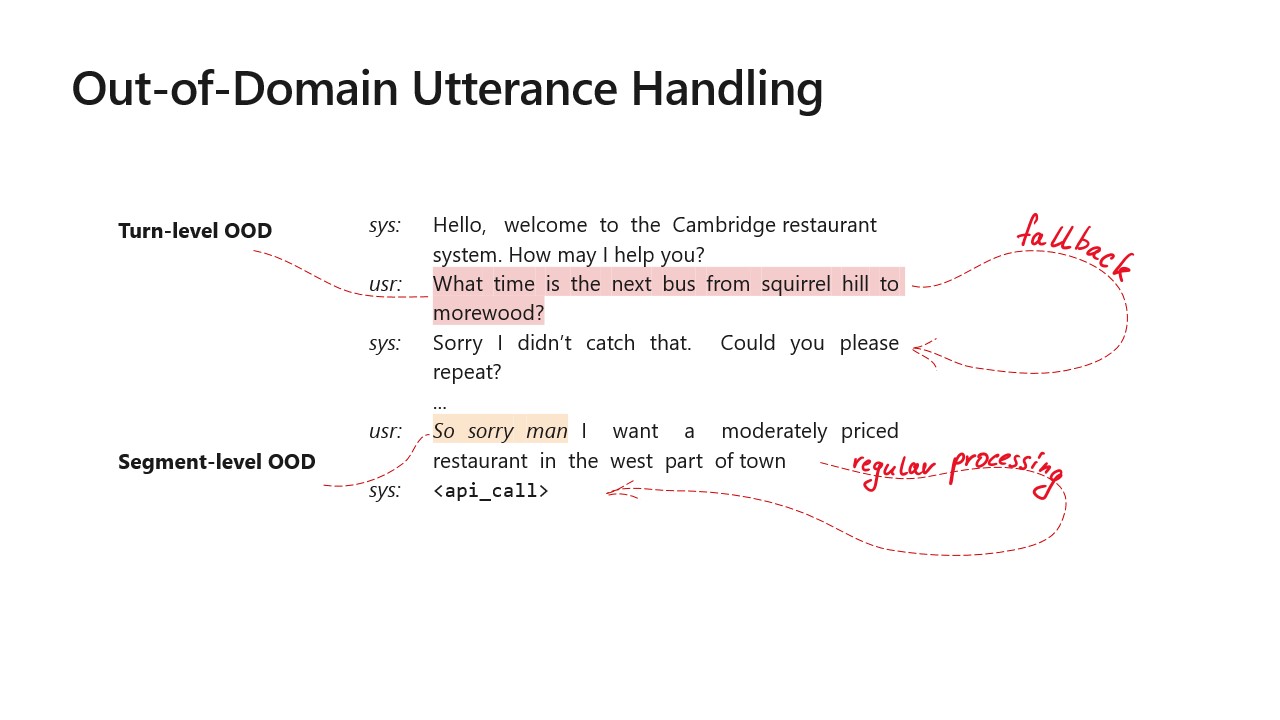 Out-of-Domain Utterance Handling
Turn-level OOD
sys: Hello, welcome to the Cambridge restaurant
system. How may I help you?
usr: What time is the next bus from squirrel hill to
morewood?
fallback
sys: Sorry I didn’t catch that. Could you please
repeat?
...
usr: So sorry man I want a moderately priced
Segment-level OOD
restaurant in the west part of town
regular processing
sys: <api_call>